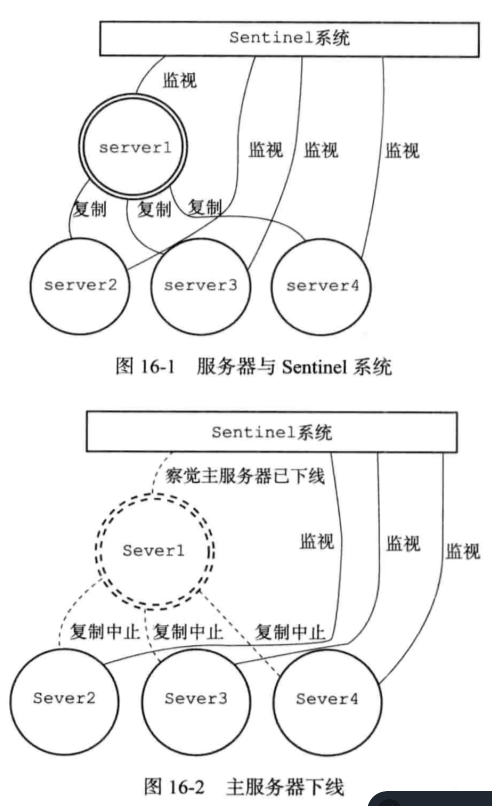 Sentinel系统
监视
server1
监视 监视 监视
复制 复制 复制
server2 server3 server4
图 16-1 服务器与 Sentinel 系统
Sentinel系统
察觉主服务器已下线
Sever1
监视 监视 监视
复制中止 复制中止 复制中止
Sever2 Sever3 Sever4
图 16-2 主服务器下线